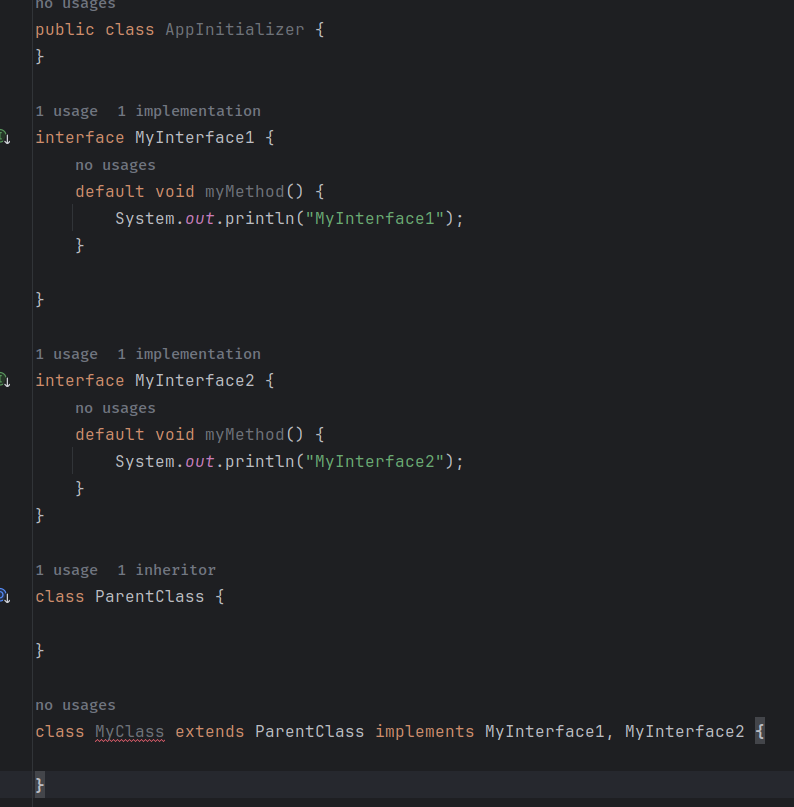 no usages
public class AppInitializer {
}
1 usage 1 implementation
interface MyInterface1 {
no usages
default void myMethod() {
System.out.println("MyInterface1");
}
}
1 usage 1 implementation
interface MyInterface2 {
no usages
default void myMethod() {
System.out.println("MyInterface2");
}
}
1 usage 1 inheritor
class ParentClass {
}
no usages
class MyClass extends ParentClass implements MyInterface1, MyInterface2 {
}